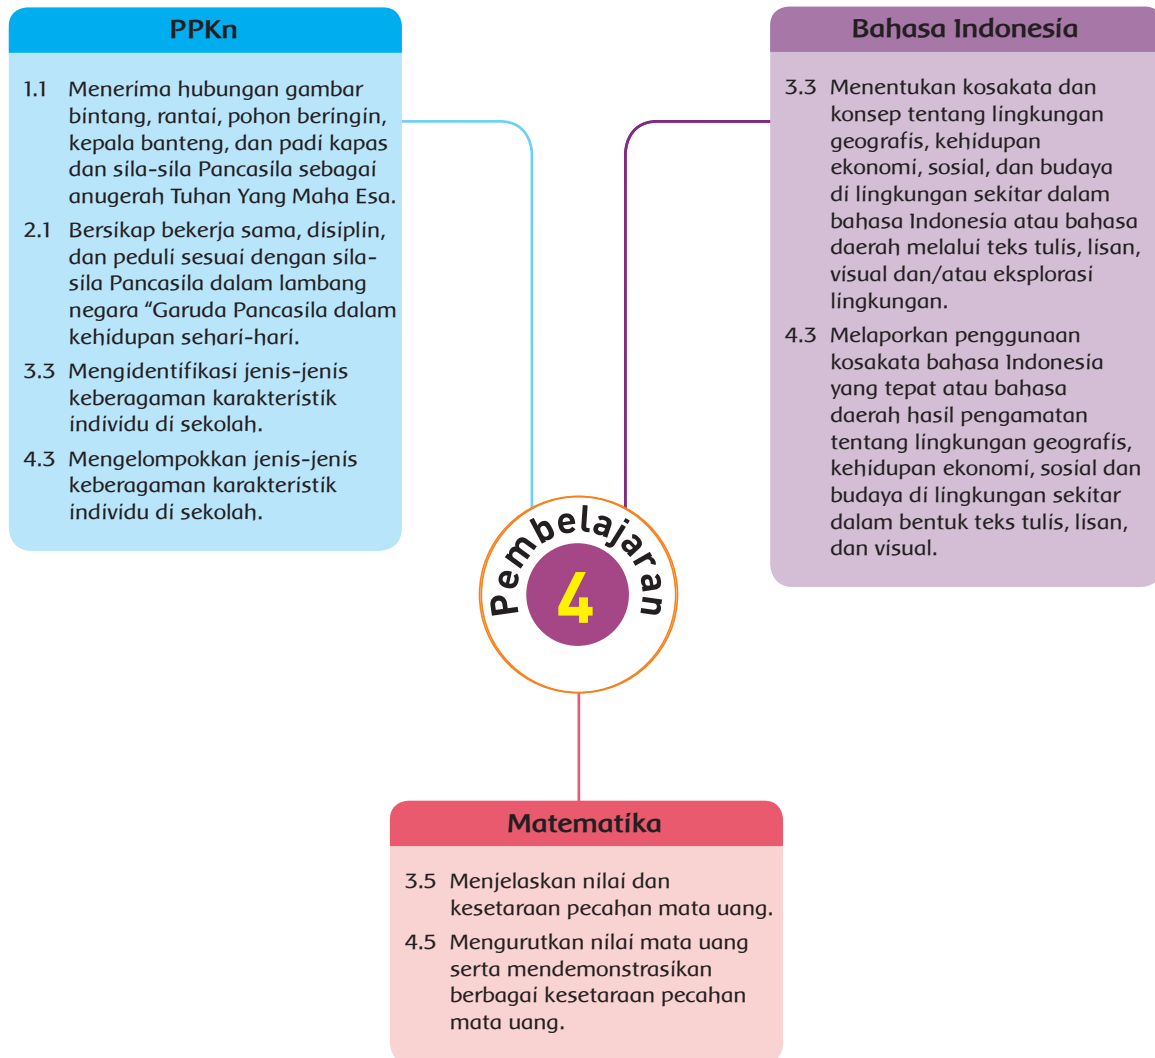 PPKn
1.1 Menerima hubungan gambar
bintang, rantai, pohon beringin,
kepala banteng, dan padi kapas
dan sila-sila Pancasila sebagai
anugerah Tuhan Yang Maha Esa.
2.1 Bersikap bekerja sama, disiplin,
dan peduli sesuai dengan sila-
sila Pancasila dalam lambang
negara “Garuda Pancasila dalam
kehidupan sehari-hari.
3.3 Mengidentifikasi jenis-jenis
keberagaman karakteristik
individu di sekolah.
4.3 Mengelompokkan jenis-jenis
keberagaman karakteristik
individu di sekolah.
Bahasa Indonesia
3.3 Menentukan kosakata dan
konsep tentang lingkungan
geografis, kehidupan
ekonomi, sosial, dan budaya
di lingkungan sekitar dalam
bahasa Indonesia atau bahasa
daerah melalui teks tulis, lisan,
visual dan/atau eksplorasi
lingkungan.
4.3 Melaporkan penggunaan
kosakata bahasa Indonesia
yang tepat atau bahasa
daerah hasil pengamatan
tentang lingkungan geografis,
kehidupan ekonomi, sosial dan
budaya di lingkungan sekitar
dalam bentuk teks tulis, lisan,
dan visual.
Pembelajaran
4
Matematika
3.5 Menjelaskan nilai dan
kesetaraan pecahan mata uang.
4.5 Mengurutkan nilai mata uang
serta mendemonstrasikan
berbagai kesetaraan pecahan
mata uang.